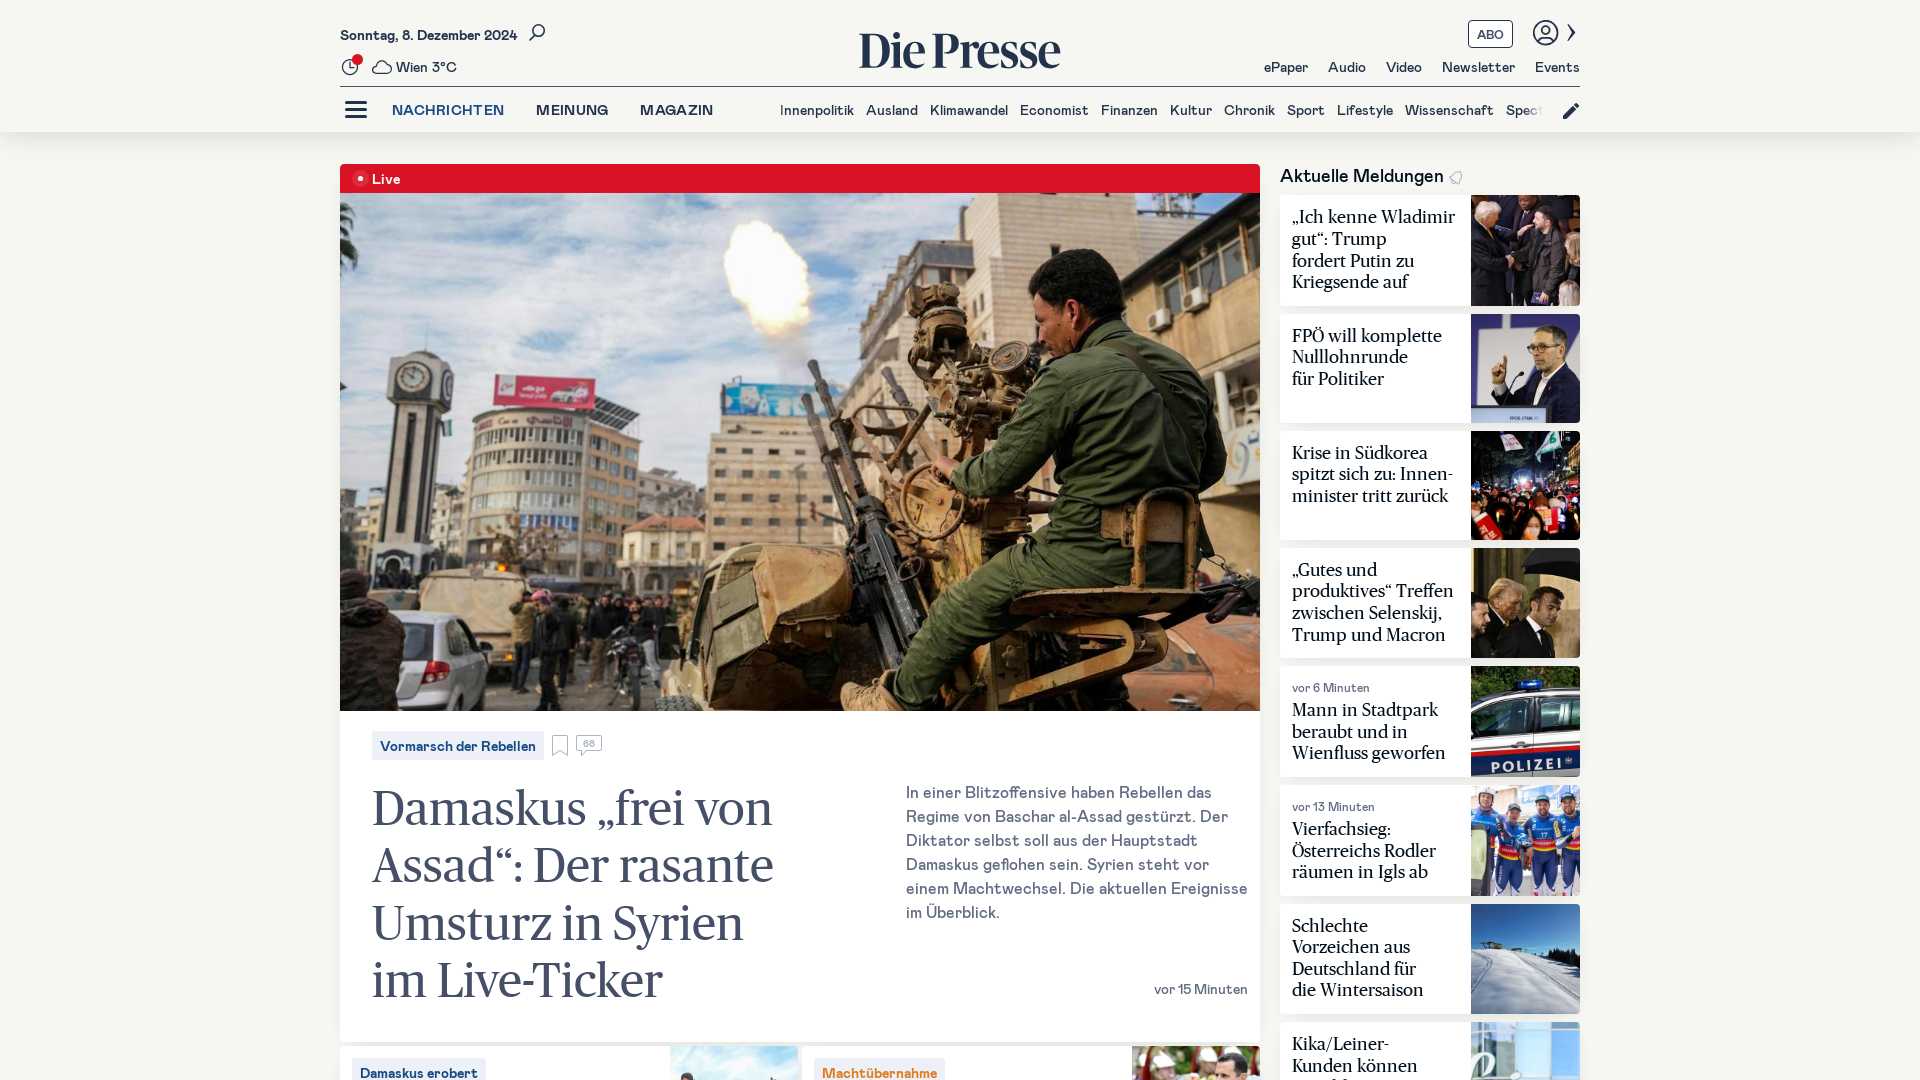 Sonntag, 8. Dezember 2024
Wien 3°C
Die Presse
ABO
ePaper Audio Video Newsletter Events
NACHRICHTEN MEINUNG MAGAZIN
Innenpolitik Ausland Klimawandel Economist Finanzen Kultur Chronik Sport Lifestyle Wissenschaft Spect
Live
Vormarsch der Rebellen
68
Damaskus „frei von
Assad“: Der rasante
Umsturz in Syrien
im Live-Ticker
In einer Blitzoffensive haben Rebellen das
Regime von Baschar al-Assad gestürzt. Der
Diktator selbst soll aus der Hauptstadt
Damaskus geflohen sein. Syrien steht vor
einem Machtwechsel. Die aktuellen Ereignisse
im Überblick.
vor 15 Minuten
Damaskus erobert
Machtübernahme
Aktuelle Meldungen
„Ich kenne Wladimir
gut“: Trump
fordert Putin zu
Kriegsende auf
FPÖ will komplette
Nulllohnrunde
für Politiker
Krise in Südkorea
spitzt sich zu: Innen-
minister tritt zurück
„Gutes und
produktives“ Treffen
zwischen Selenskij,
Trump und Macron
vor 6 Minuten
Mann in Stadtpark
beraubt und in
Wienfluss geworfen
POLIZEI
vor 13 Minuten
Vierfachsieg:
Österreichs Rodler
räumen in Igls ab
Schlechte
Vorzeichen aus
Deutschland für
die Wintersaison
Kika/Leiner-
Kunden können